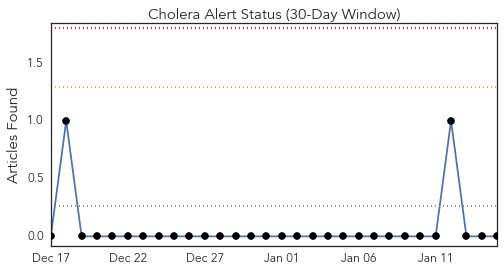 Cholera Alert Status (30-Day Window)
Articles Found
1.5
1.0
0.5
0.0
Dec 17 Dec 22 Dec 27 Jan 01 Jan 06 Jan 11